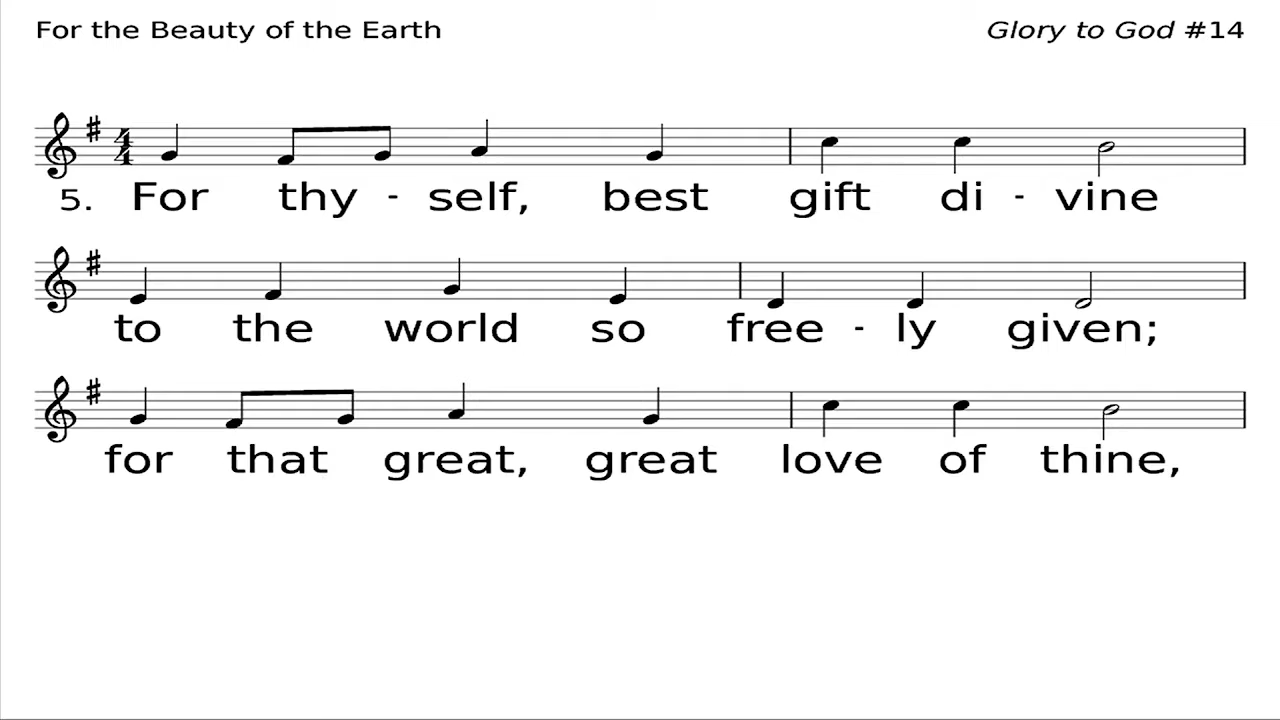 For the Beauty of the Earth Glory to God #14
5. For thy - self, best gift di - vine
to the world so free - ly given;
for that great, great love of thine,